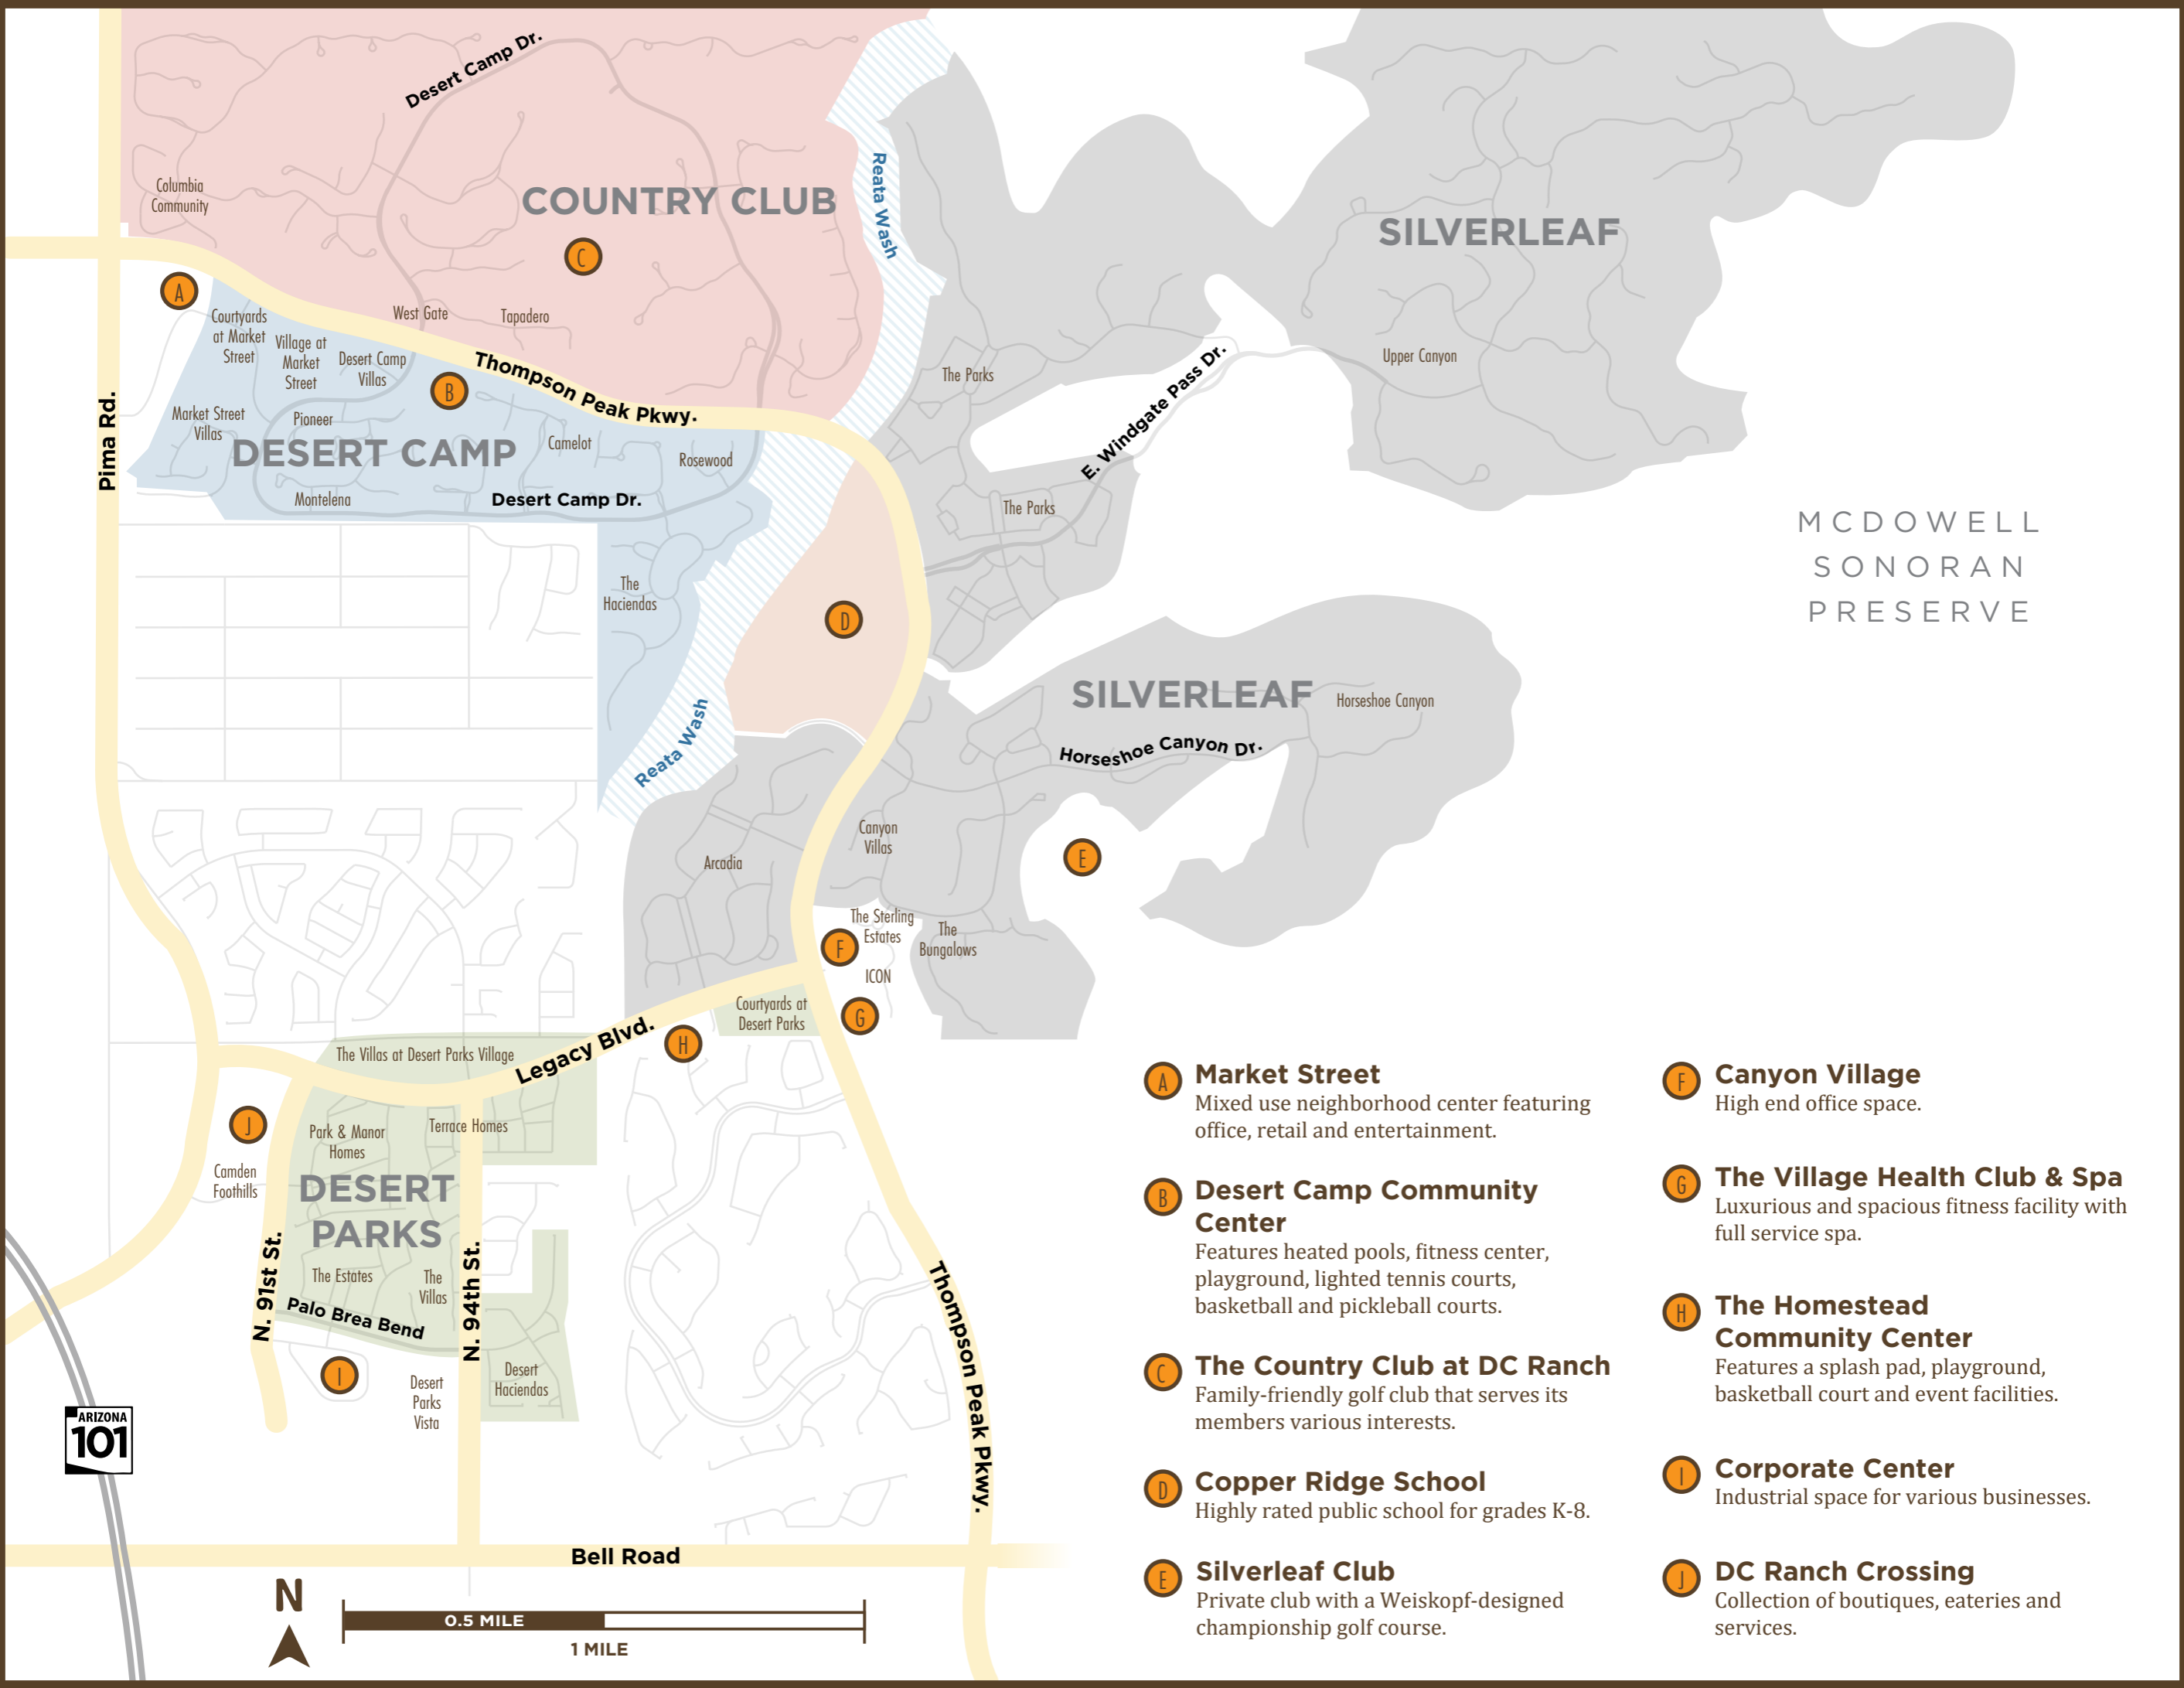 Desert Camp Dr.
Columbia
Community
COUNTRY CLUB
Reata Wash
SILVERLEAF
C
A
West Gate
Tapadero
Courtyards
at Market
Street
Village at
Market
Street
Desert Camp
Villas
B
Thompson Peak Pkwy.
The Parks
E. Windgate Pass Dr.
Upper Canyon
Pima Rd.
Market Street
Villas
Pioneer
DESERT CAMP
Camelot
Rosewood
Montelena
Desert Camp Dr.
The Parks
MCDOWELL
SONORAN
PRESERVE
The
Haciendas
D
SILVERLEAF
Horseshoe Canyon
Reata Wash
Horseshoe Canyon Dr.
Canyon
Villas
Arcadia
E
The Sterling
Estates
F
The
Bungalows
ICON
Courtyards at
Desert Parks
G
H
Legacy Blvd.
The Villas at Desert Parks Village
J
Park & Manor
Homes
Terrace Homes
Camden
Foothills
DESERT
PARKS
N. 91st St.
The Estates
The
Villas
N. 94th St.
Palo Brea Bend
I
Desert
Parks
Vista
Desert
Haciendas
Thompson Peak Pkwy.
ARIZONA
101
Bell Road
N
0.5 MILE
1 MILE
A
Market Street
Mixed use neighborhood center featuring
office, retail and entertainment.
B
Desert Camp Community
Center
Features heated pools, fitness center,
playground, lighted tennis courts,
basketball and pickleball courts.
C
The Country Club at DC Ranch
Family-friendly golf club that serves its
members various interests.
D
Copper Ridge School
Highly rated public school for grades K-8.
E
Silverleaf Club
Private club with a Weiskopf-designed
championship golf course.
F
Canyon Village
High end office space.
G
The Village Health Club & Spa
Luxurious and spacious fitness facility with
full service spa.
H
The Homestead
Community Center
Features a splash pad, playground,
basketball court and event facilities.
I
Corporate Center
Industrial space for various businesses.
J
DC Ranch Crossing
Collection of boutiques, eateries and
services.